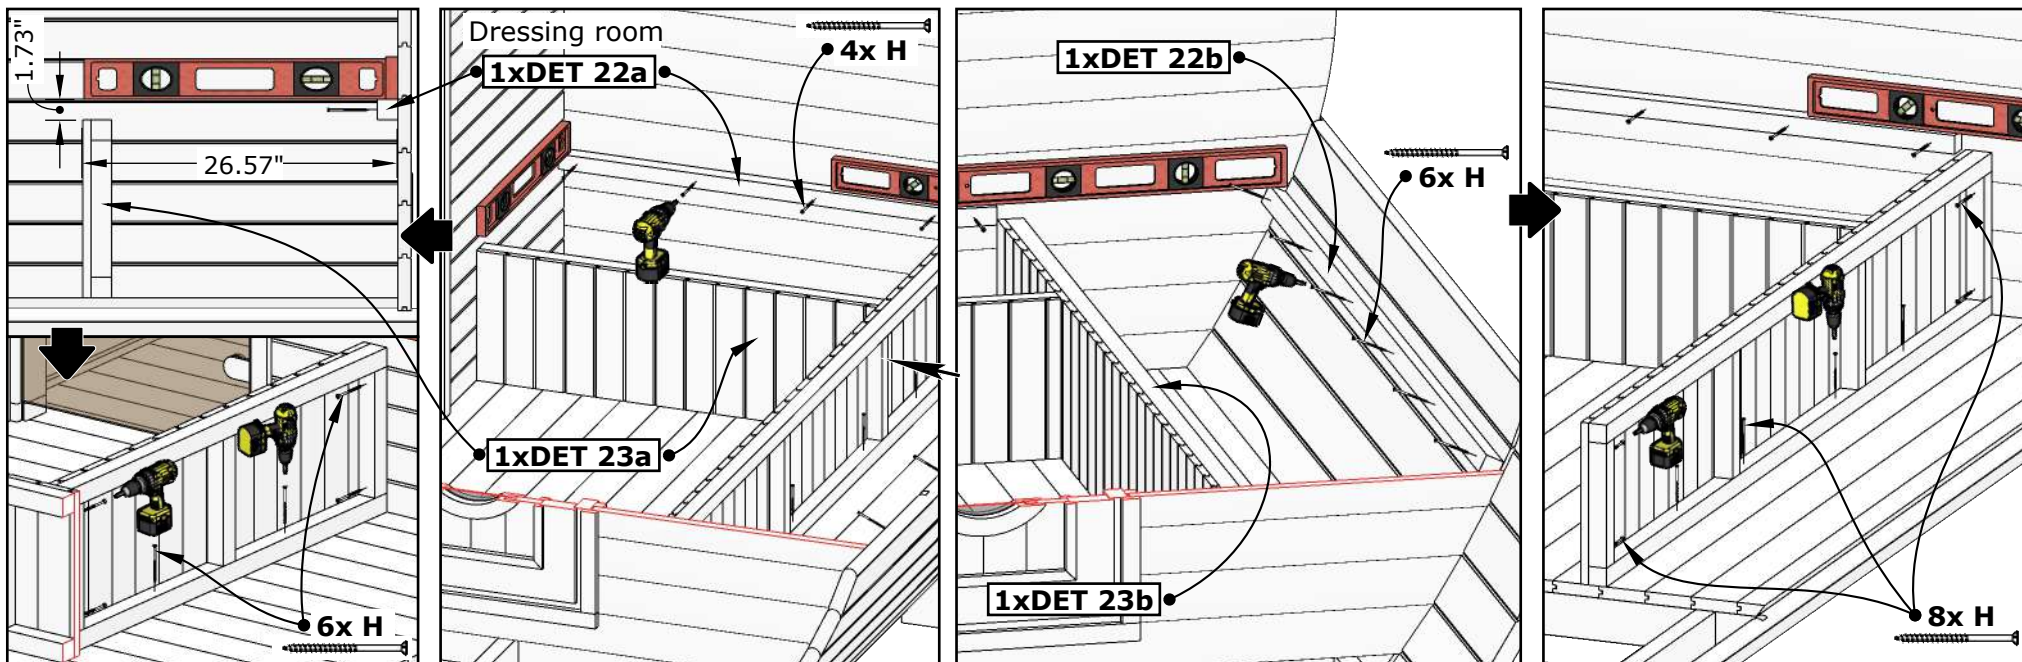 1.73"
26.57"
6x H
Dressing room
1xDET 22a
4x H
1xDET 23a
1xDET 22b
6x H
1xDET 23b
8x H